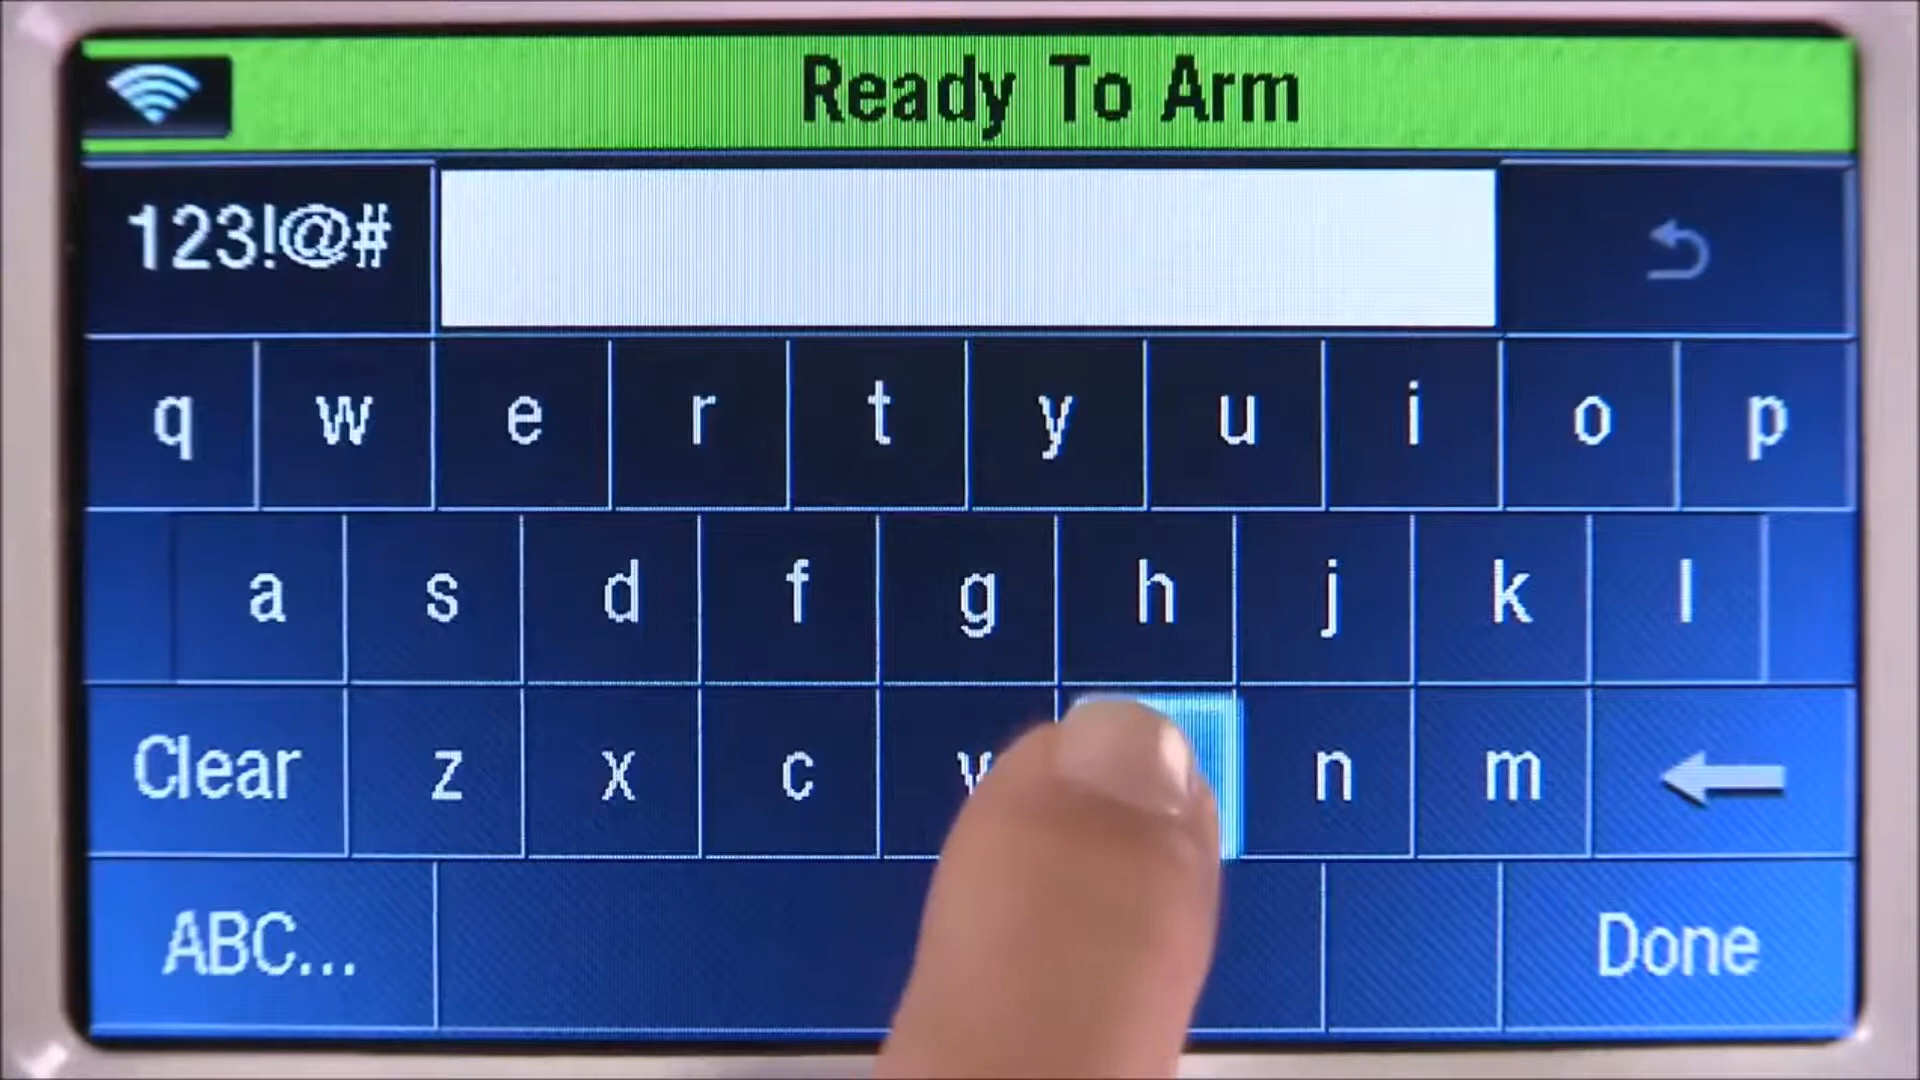 Ready To Arm
123!@#
q w e r t y u i o p
a s d f g h j k l
Clear z x c v n m
ABC... Done